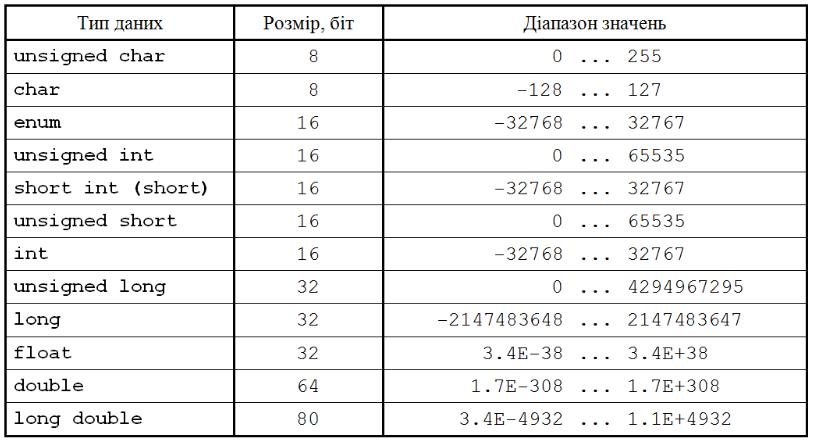 Тип даних Розмір, біт Діапазон значень
unsigned char 8 0 ... 255
char 8 -128 ... 127
enum 16 -32768 ... 32767
unsigned int 16 0 ... 65535
short int (short) 16 -32768 ... 32767
unsigned short 16 0 ... 65535
int 16 -32768 ... 32767
unsigned long 32 0 ... 4294967295
long 32 -2147483648 ... 2147483647
float 32 3.4E-38 ... 3.4E+38
double 64 1.7E-308 ... 1.7E+308
long double 80 3.4E-4932 ... 1.1E+4932